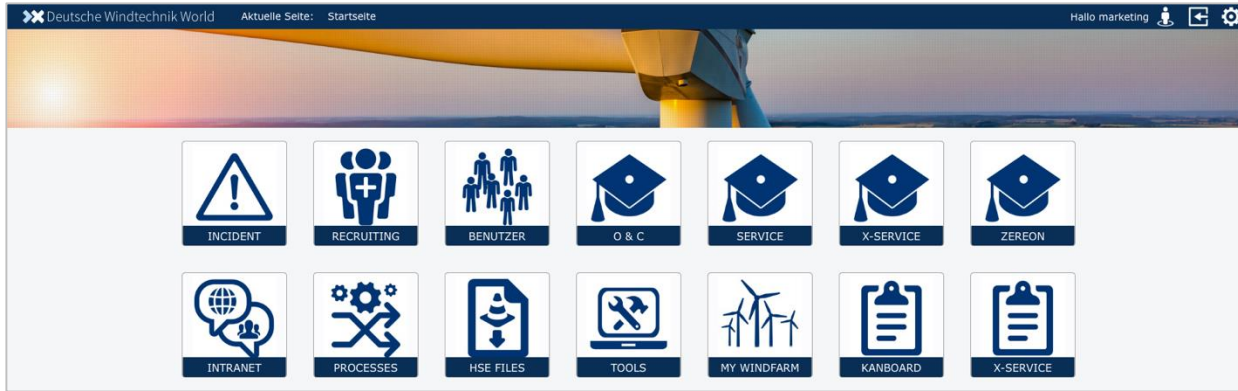 Deutsche Windtechnik World Aktuelle Seite: Startseite Hallo marketing
INCIDENT RECRUITING BENUTZER O & C SERVICE X-SERVICE ZEREON
INTRANET PROCESSES HSE FILES TOOLS MY WINDFARM KANBOARD X-SERVICE